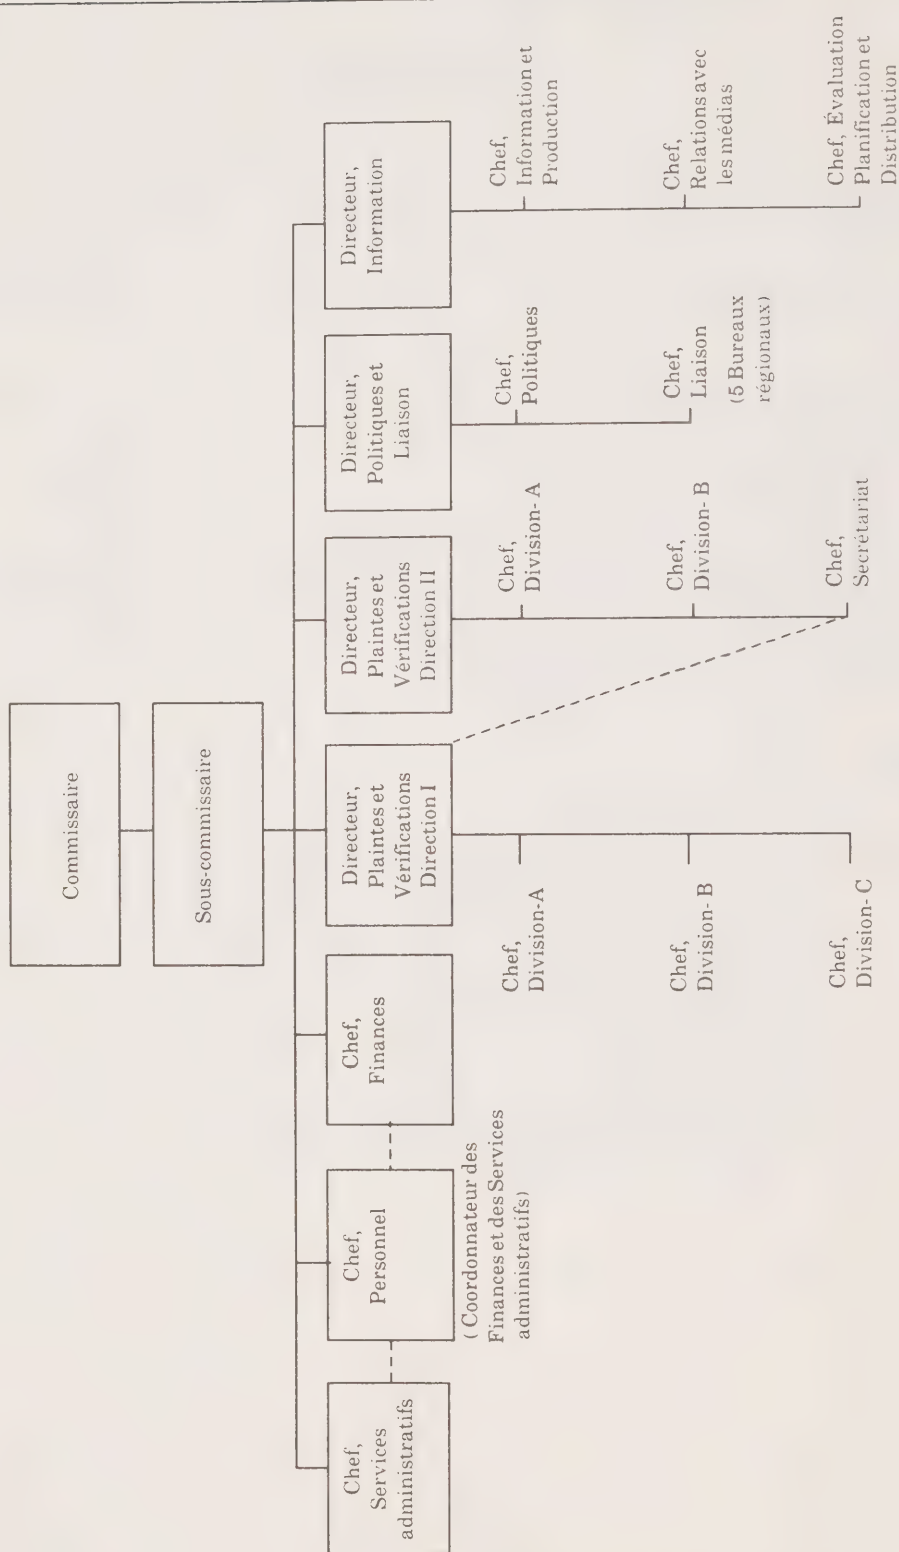 Commissaire
Sous-commissaire
Chef,
Services
administratifs
Chef,
Personnel
(Coordonnateur des
Finances et des Services
administratifs)
Chef,
Finances
Directeur,
Plaintes et
Vérifications
Direction I
Chef,
Division-A
Chef,
Division-B
Chef,
Division-C
Directeur,
Plaintes et
Vérifications
Direction II
Chef,
Division-A
Chef,
Division-B
Chef,
Secrétariat
Directeur,
Politiques et
Liaison
Chef,
Politiques
Chef,
Liaison
(5 Bureaux
régionaux)
Directeur,
Information
Chef,
Information et
Production
Chef,
Relations avec
les médias
Chef, Évaluation
Planification et
Distribution